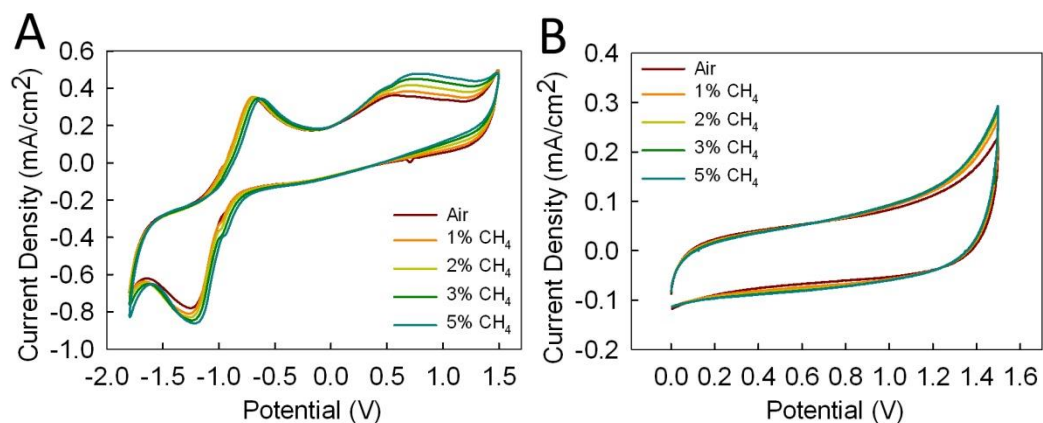 A
Current Density (mA/cm2)
0.6
0.4
0.2
0.0
-0.2
-0.4
-0.6
-0.8
-1.0
Air
1% CH4
2% CH4
3% CH4
5% CH4
-2.0 -1.5 -1.0 -0.5 0.0 0.5 1.0 1.5
Potential (V)
B
Current Density (mA/cm²)
0.4
0.3
0.2
0.1
0.0
-0.1
-0.2
Air
1% CH₄
2% CH₄
3% CH₄
5% CH₄
0.0 0.2 0.4 0.6 0.8 1.0 1.2 1.4 1.6
Potential (V)